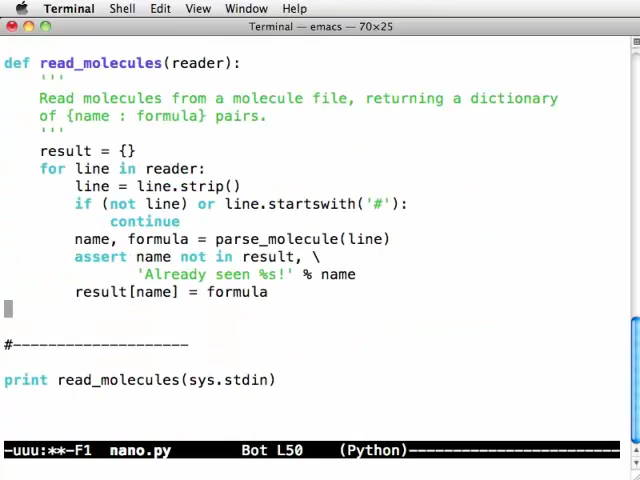 Terminal Shell Edit View Window Help
Terminal — emacs — 70×25
def read_molecules(reader):
    '''
    Read molecules from a molecule file, returning a dictionary
    of {name : formula} pairs.
    '''
    result = {}
    for line in reader:
        line = line.strip()
        if (not line) or line.startswith('#'):
            continue
        name, formula = parse_molecule(line)
        assert name not in result, \
               'Already seen %s!' % name
        result[name] = formula
#--------------------
print read_molecules(sys.stdin)
-uuu:**-F1  nano.py        Bot L50    (Python)------------------------